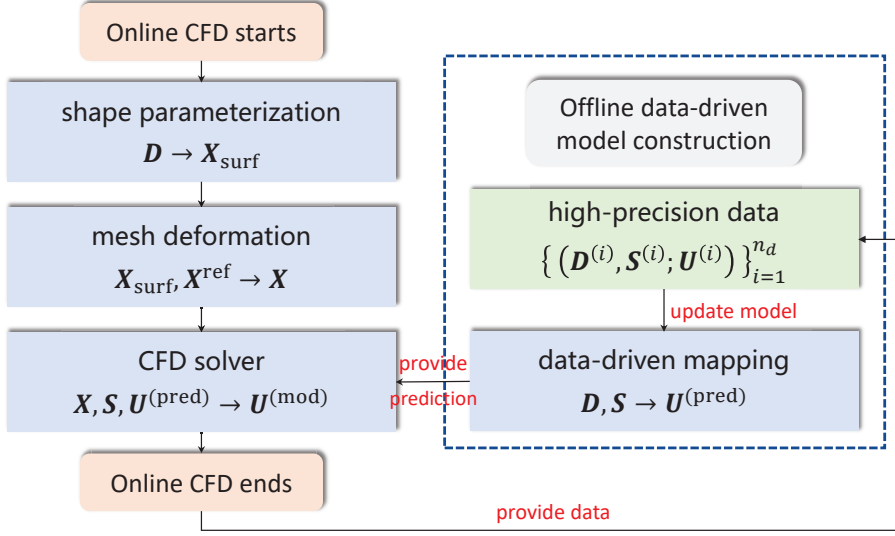 Online CFD starts
shape parameterization
𝑫 → 𝑿_surf
mesh deformation
𝑿_surf, 𝑿^ref → 𝑿
CFD solver
𝑿, 𝑺, 𝑼^(pred) → 𝑼^(mod)
Online CFD ends
Offline data-driven
model construction
high-precision data
{ (𝑫^(i), 𝑺^(i); 𝑼^(i)) }_{i=1}^{n_d}
update model
data-driven mapping
𝑫, 𝑺 → 𝑼^(pred)
provide
prediction
provide data